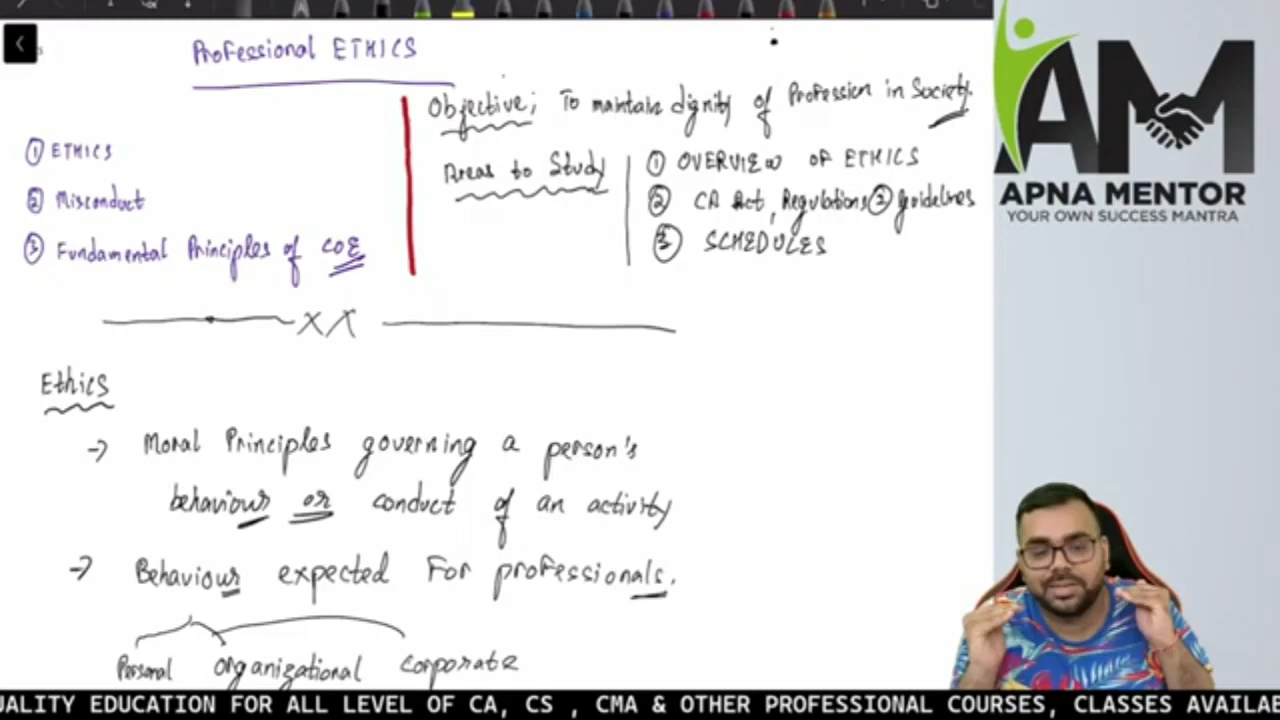 Professional ETHICS
① ETHICS
② Misconduct
③ Fundamental Principles of COE
Objective; To maintain dignity of Profession in Society.
Areas to Study
① OVERVIEW OF ETHICS
② CA Act, Regulations ② guidelines
③ SCHEDULES
XX
Ethics
→ Moral Principles governing a person's
behaviour or conduct of an activity
→ Behaviour expected For professionals.
Personal organizational corporate
AM
APNA MENTOR
YOUR OWN SUCCESS MANTRA
UALITY EDUCATION FOR ALL LEVEL OF CA, CS , CMA & OTHER PROFESSIONAL COURSES, CLASSES AVAILAB